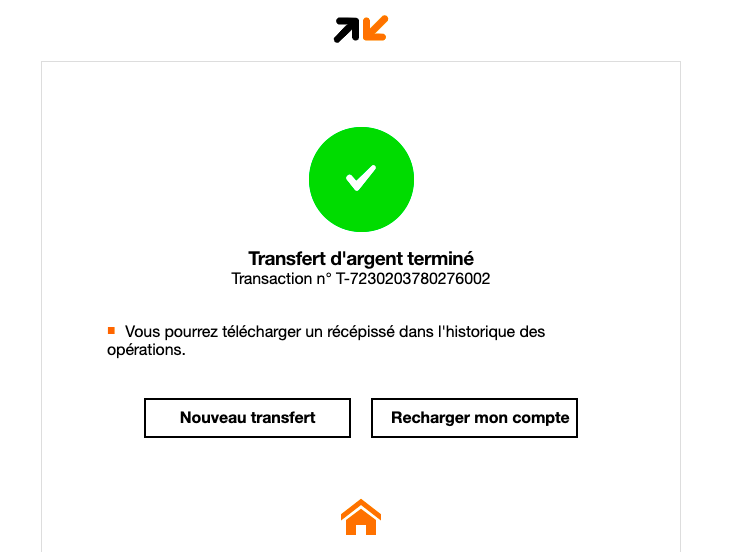 Transfert d'argent terminé
Transaction n° T-7230203780276002
Vous pourrez télécharger un récépissé dans l'historique des
opérations.
Nouveau transfert
Recharger mon compte